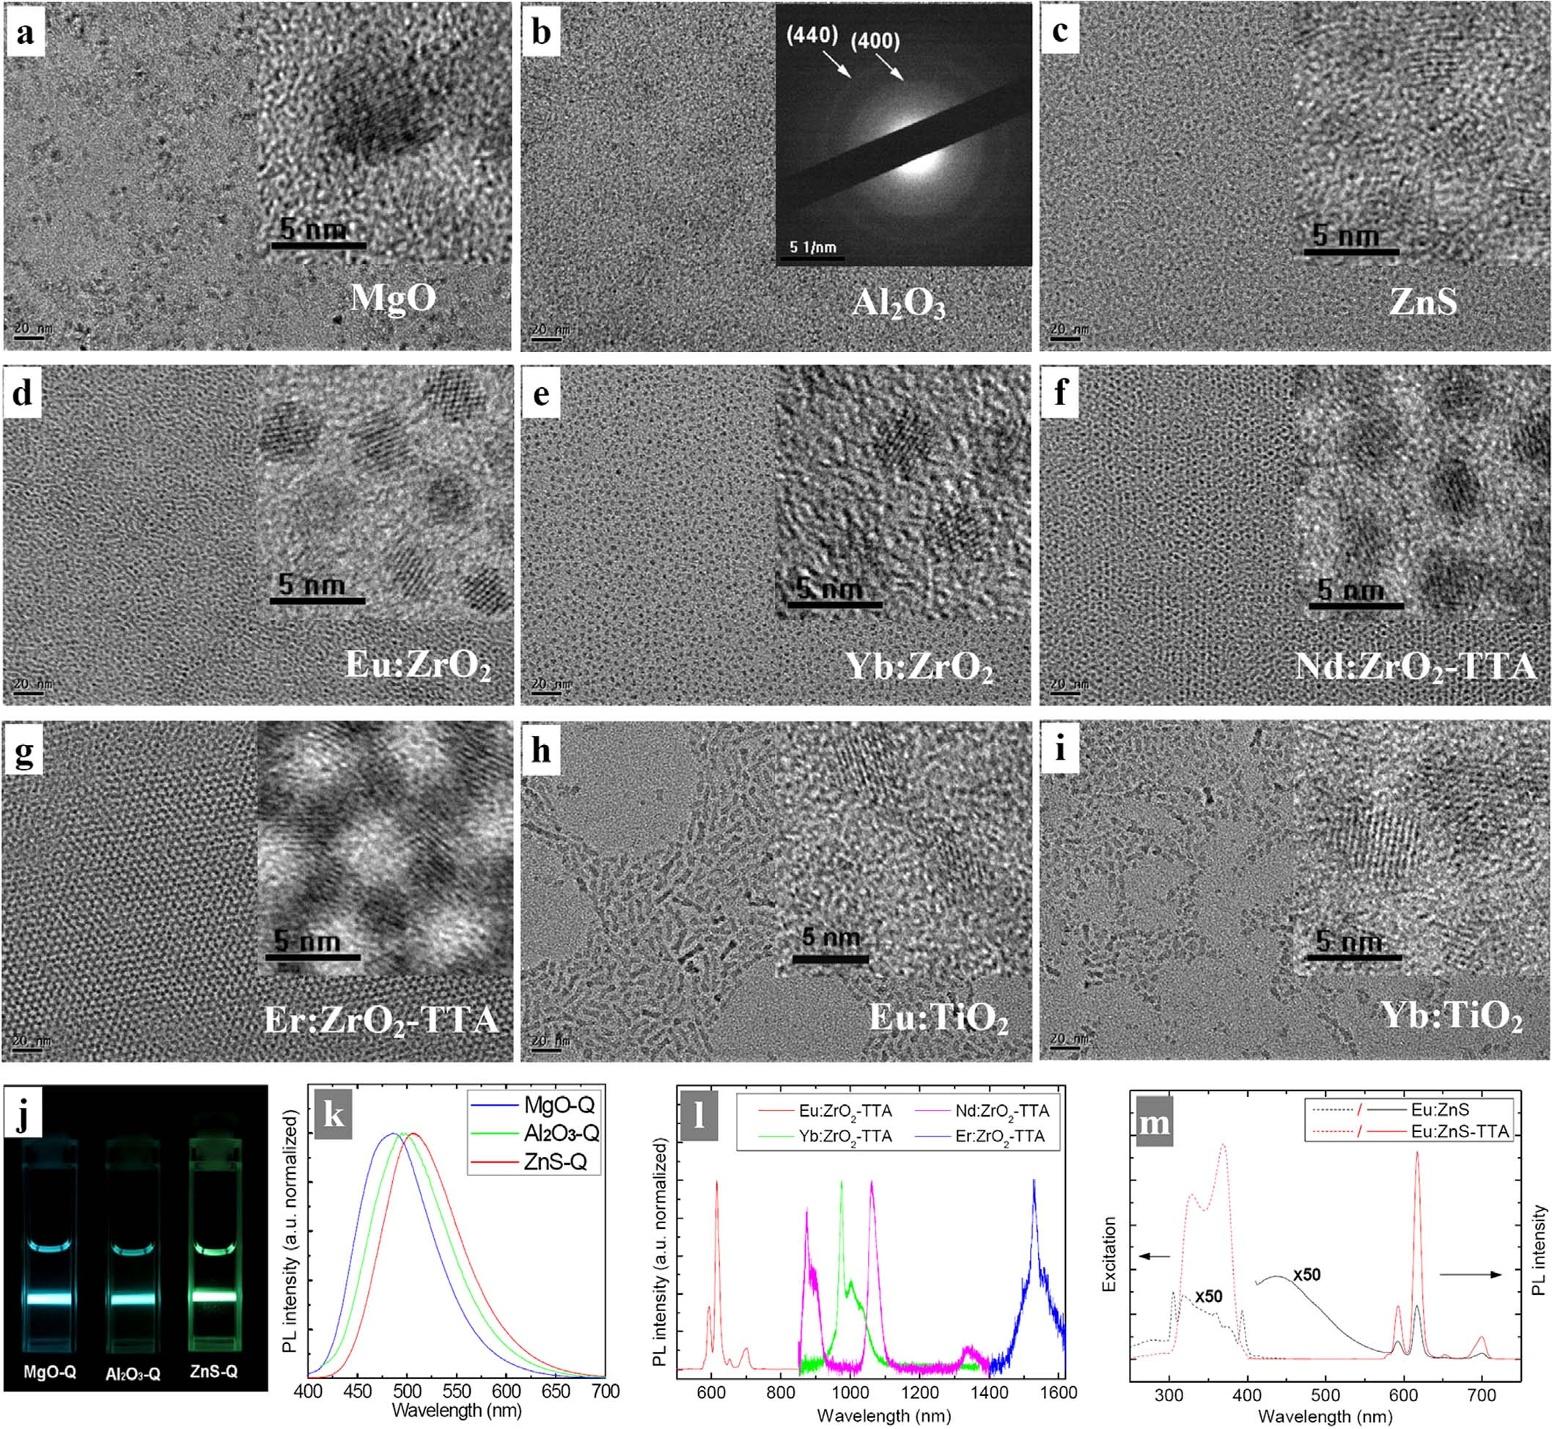 a
5 nm
MgO
20 nm
b
(440) (400)
5 1/nm
Al₂O₃
20 nm
c
5 nm
ZnS
20 nm
d
5 nm
Eu:ZrO₂
20 nm
e
5 nm
Yb:ZrO₂
20 nm
f
5 nm
Nd:ZrO₂-TTA
20 nm
g
5 nm
Er:ZrO₂-TTA
20 nm
h
5 nm
Eu:TiO₂
20 nm
i
5 nm
Yb:TiO₂
20 nm
j
MgO-Q Al₂O₃-Q ZnS-Q
k
MgO-Q
Al₂O₃-Q
ZnS-Q
PL intensity (a.u. normalized)
400 450 500 550 600 650 700
Wavelength (nm)
l
Eu:ZrO₂-TTA Nd:ZrO₂-TTA
Yb:ZrO₂-TTA Er:ZrO₂-TTA
PL intensity (a.u. normalized)
600 800 1000 1200 1400 1600
Wavelength (nm)
m
/ Eu:ZnS
/ Eu:ZnS-TTA
Excitation
x50
x50
PL intensity
300 400 500 600 700
Wavelength (nm)